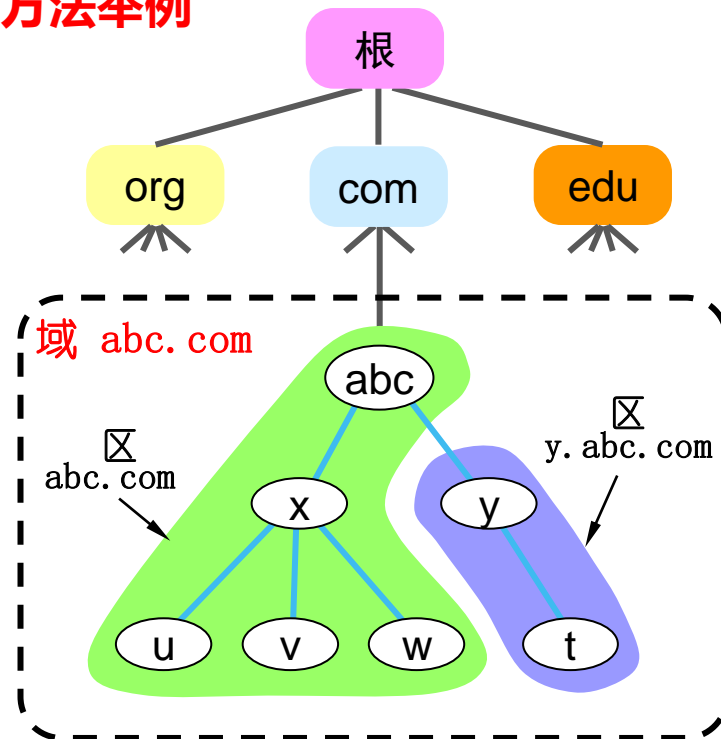 方法举例
根
org
com
edu
域 abc.com
abc
区
abc.com
区
y.abc.com
x
y
u
v
w
t